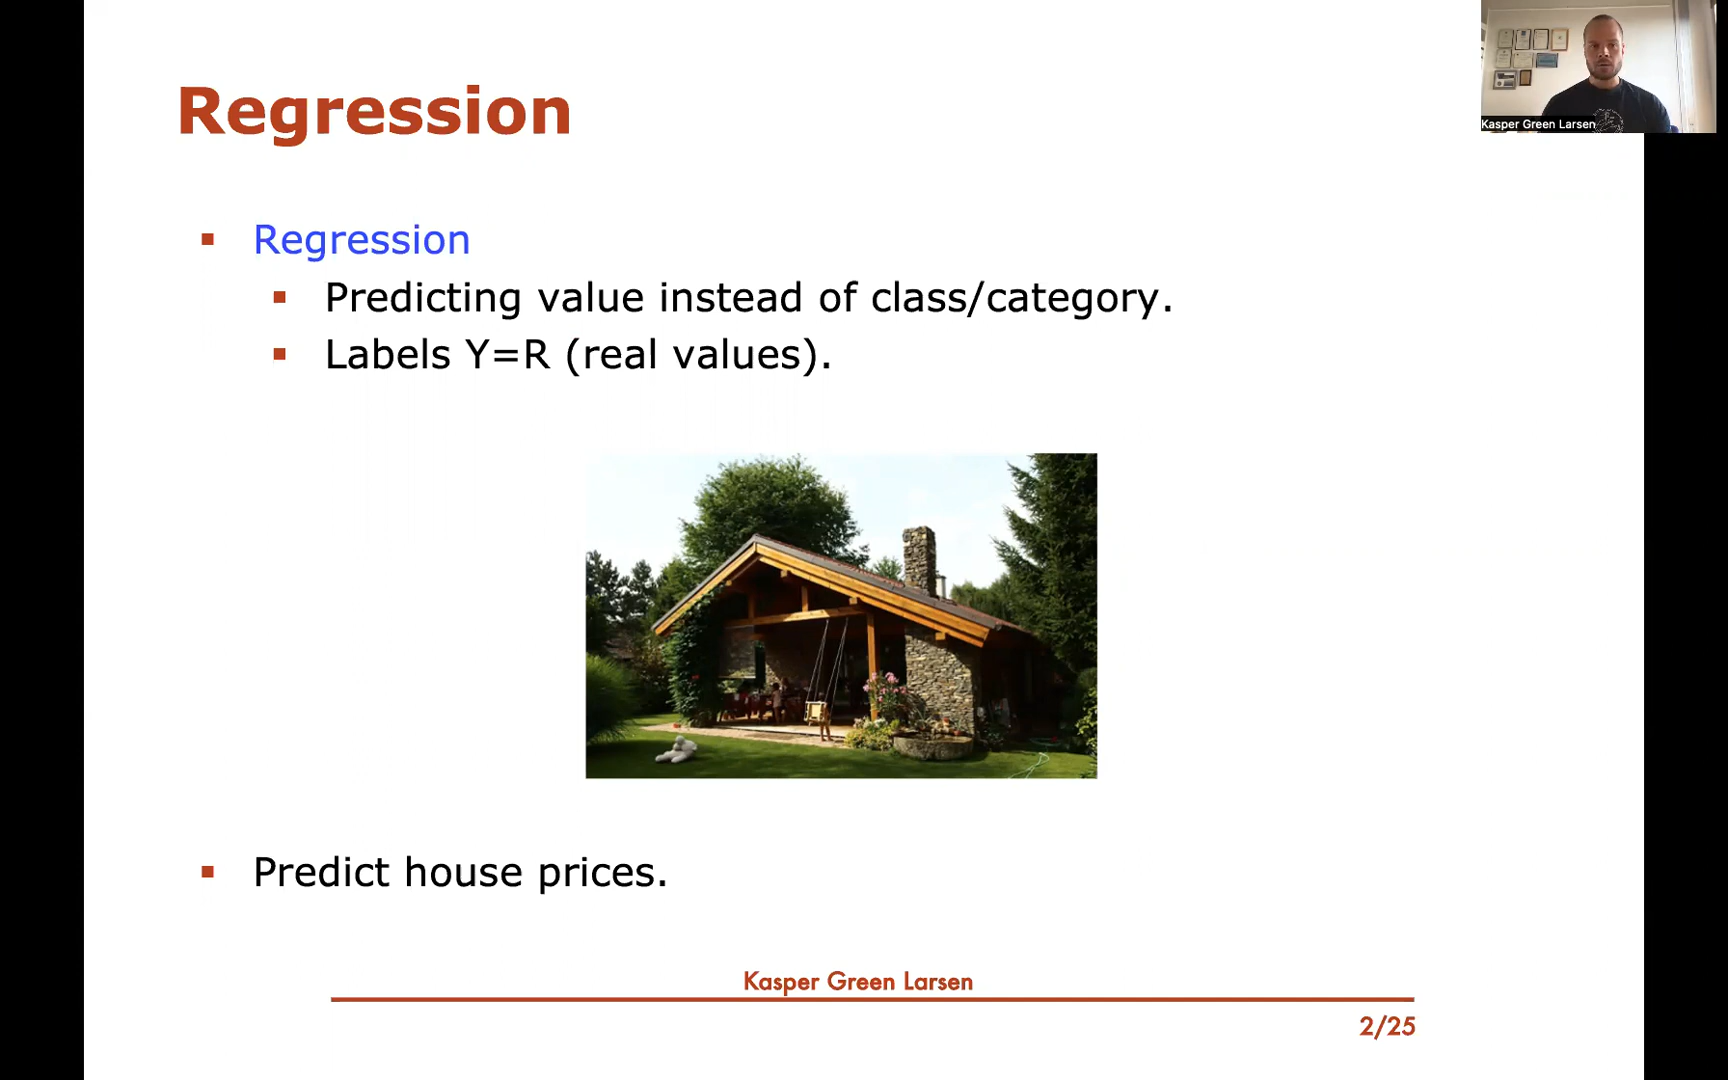 Regression
Kasper Green Larsen
Regression
Predicting value instead of class/category.
Labels Y=R (real values).
Predict house prices.
Kasper Green Larsen
2/25